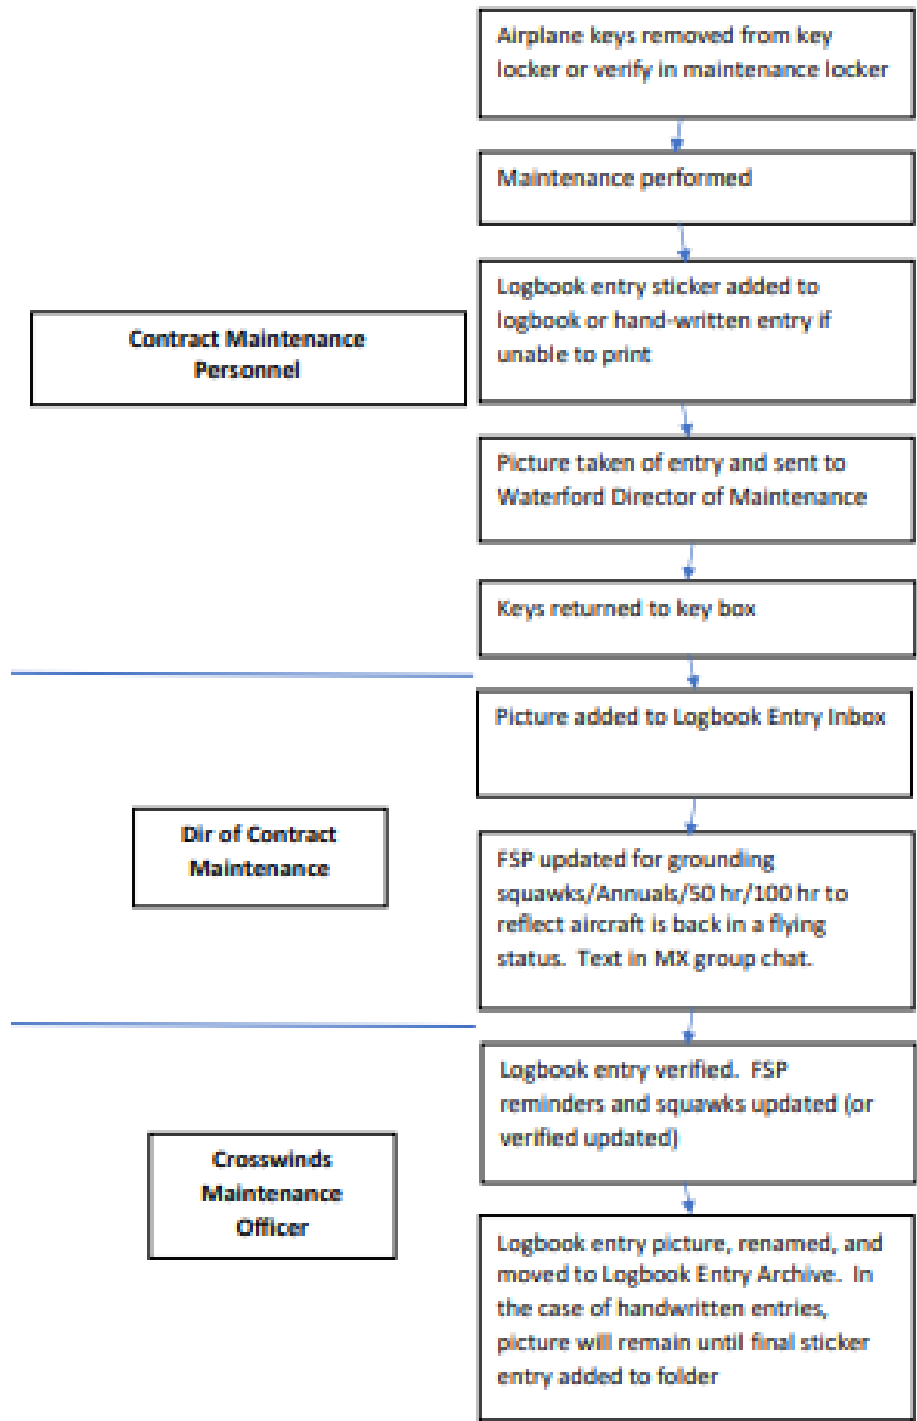 Airplane keys removed from key
locker or verify in maintenance locker
Maintenance performed
Logbook entry sticker added to
logbook or hand-written entry if
unable to print
Contract Maintenance
Personnel
Picture taken of entry and sent to
Waterford Director of Maintenance
Keys returned to key box
Picture added to Logbook Entry Inbox
Dir of Contract
Maintenance
FSP updated for grounding
squawks/Annuals/50 hr/100 hr to
reflect aircraft is back in a flying
status.  Text in MX group chat.
Logbook entry verified.  FSP
reminders and squawks updated (or
verified updated)
Crosswinds
Maintenance
Officer
Logbook entry picture, renamed, and
moved to Logbook Entry Archive.  In
the case of handwritten entries,
picture will remain until final sticker
entry added to folder